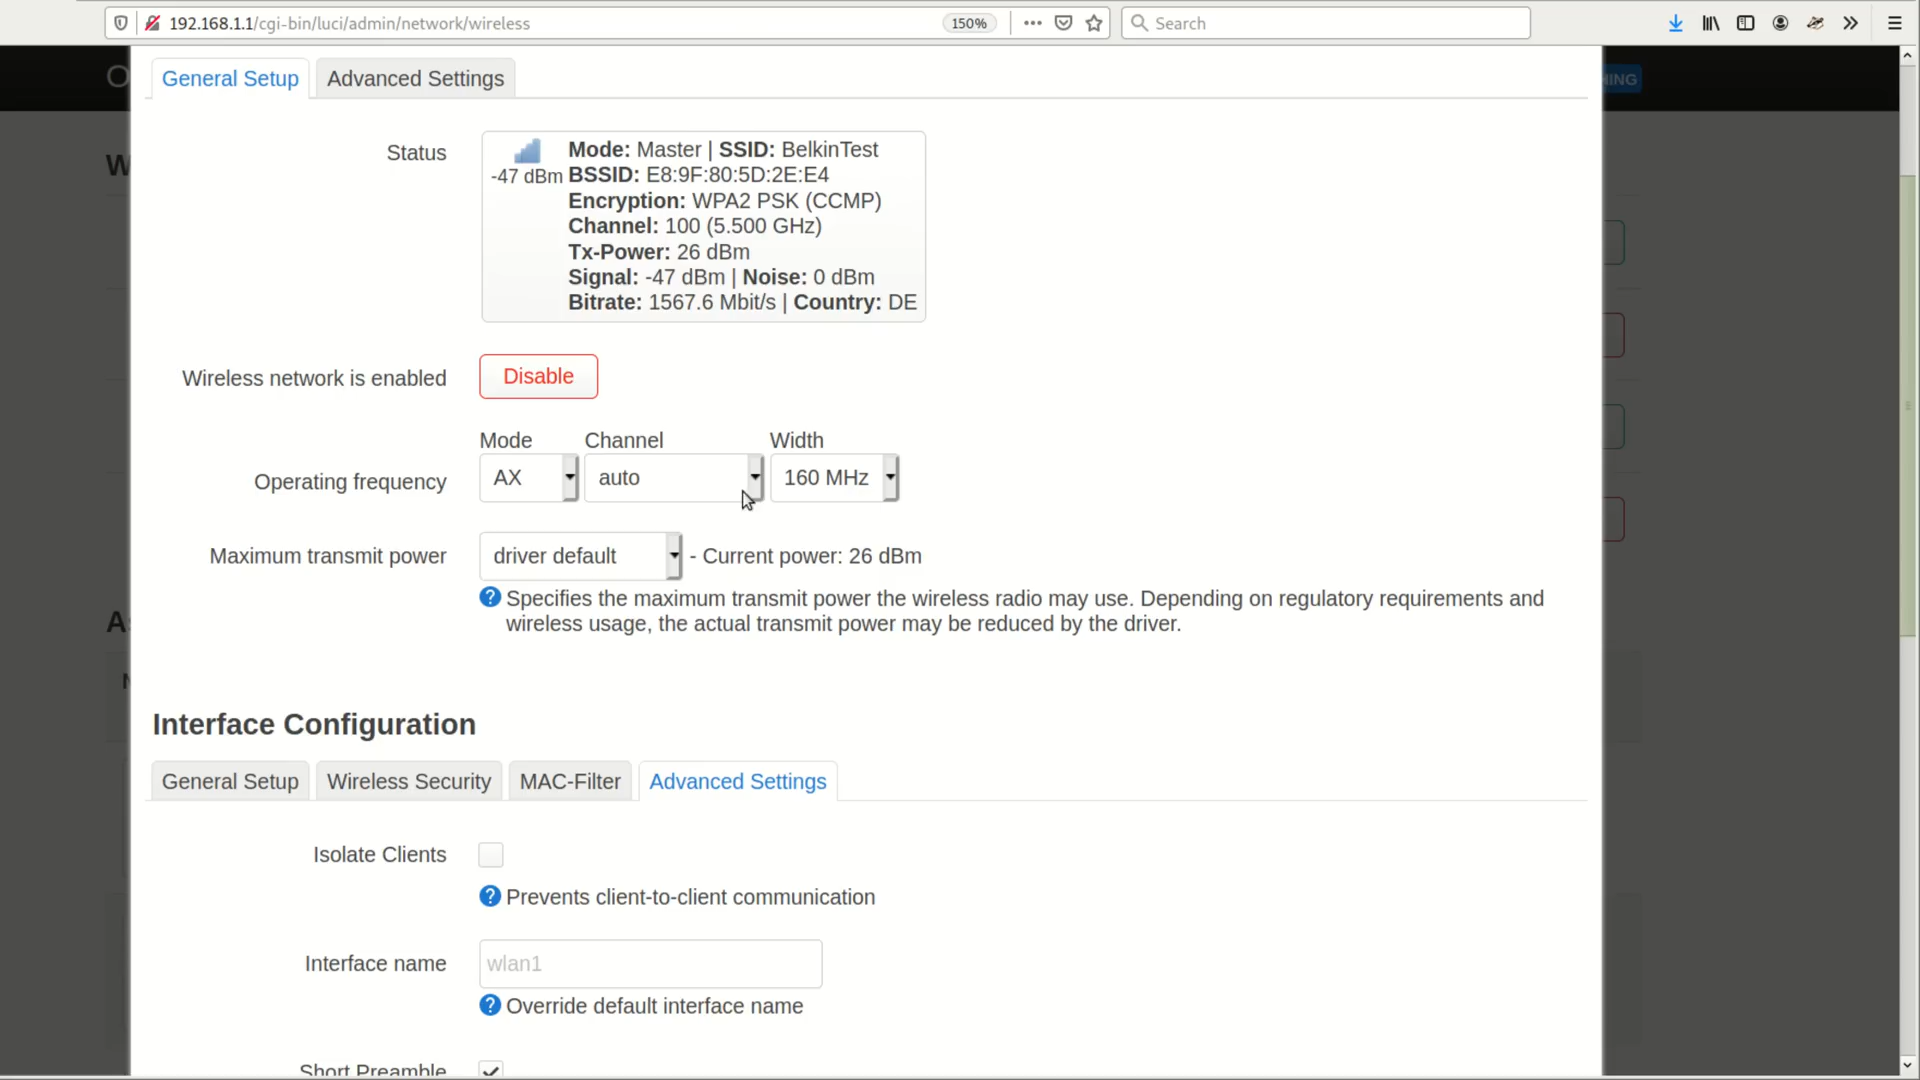 192.168.1.1/cgi-bin/luci/admin/network/wireless
150%
Search
General Setup
Advanced Settings
Status
-47 dBm
Mode: Master | SSID: BelkinTest
BSSID: E8:9F:80:5D:2E:E4
Encryption: WPA2 PSK (CCMP)
Channel: 100 (5.500 GHz)
Tx-Power: 26 dBm
Signal: -47 dBm | Noise: 0 dBm
Bitrate: 1567.6 Mbit/s | Country: DE
Wireless network is enabled
Disable
Mode Channel Width
Operating frequency
AX auto 160 MHz
Maximum transmit power
driver default - Current power: 26 dBm
Specifies the maximum transmit power the wireless radio may use. Depending on regulatory requirements and
wireless usage, the actual transmit power may be reduced by the driver.
Interface Configuration
General Setup
Wireless Security
MAC-Filter
Advanced Settings
Isolate Clients
Prevents client-to-client communication
Interface name
wlan1
Override default interface name
Short Preamble